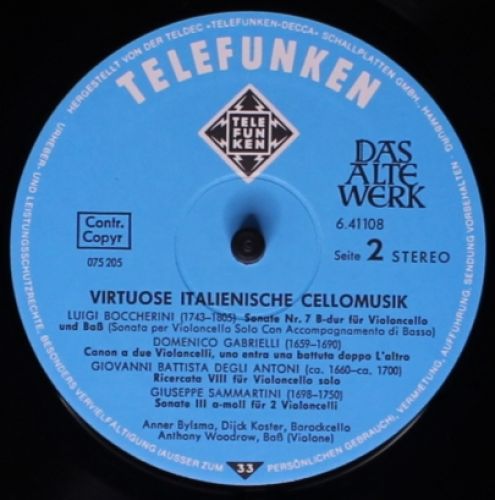 HERGESTELLT VON DER TELDEC »TELEFUNKEN-DECCA« SCHALLPLATTEN GMBH · HAMBURG
TELEFUNKEN
TELE
FUN
KEN
DAS
ALTE
WERK
6.41108
Contr.
Copyr
075 205
Seite 2 STEREO
VIRTUOSE ITALIENISCHE CELLOMUSIK
LUIGI BOCCHERINI (1743–1805) Sonate Nr. 7 B-dur für Violoncello
und Baß (Sonata per Violoncello Solo Con Accompagnamento di Basso)
DOMENICO GABRIELLI (1659–1690)
Canon a due Violoncelli, uno entra una battuta doppo L'altro
GIOVANNI BATTISTA DEGLI ANTONI (ca. 1660–ca. 1700)
Ricercata VIII für Violoncello solo
GIUSEPPE SAMMARTINI (1698–1750)
Sonate III a-moll für 2 Violoncelli
Anner Bylsma, Dijck Koster, Barockcello
Anthony Woodrow, Baß (Violone)
URHEBER- UND LEISTUNGSSCHUTZRECHTE, BESONDERS VERVIELFÄLTIGUNG (AUSSER ZUM
33
PERSÖNLICHEN GEBRAUCH), VERMIETUNG, AUFFÜHRUNG, SENDUNG VORBEHALTEN ·